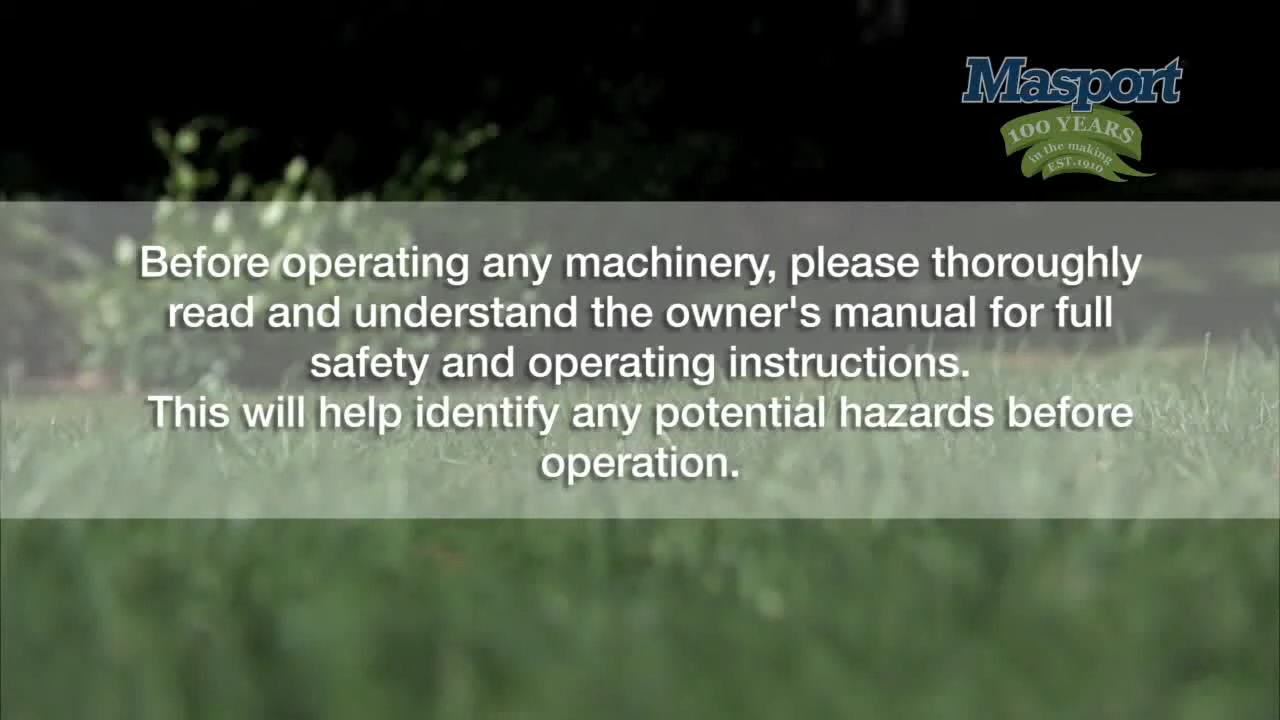 Masport
100 YEARS
in the making
EST.1910
Before operating any machinery, please thoroughly
read and understand the owner's manual for full
safety and operating instructions.
This will help identify any potential hazards before
operation.